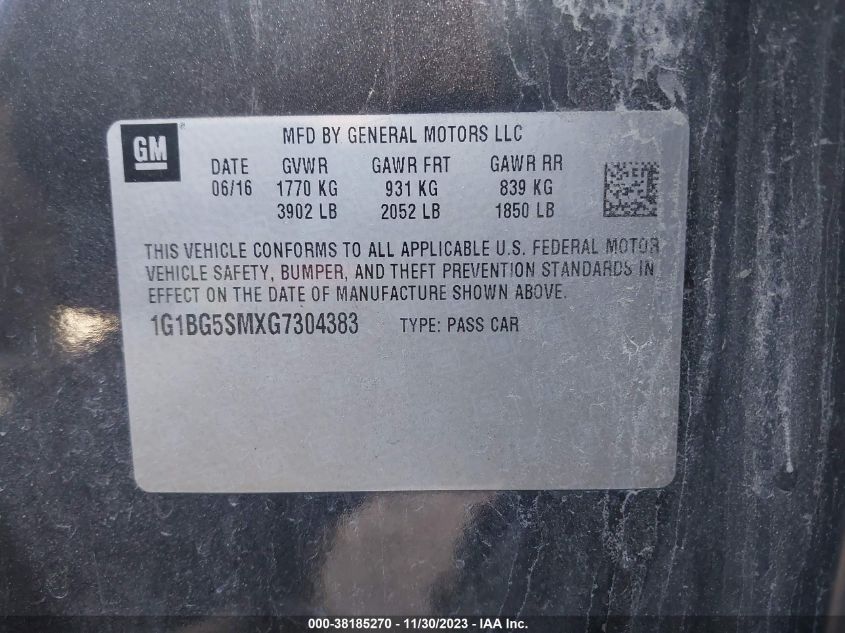 GM
®
MFD BY GENERAL MOTORS LLC
DATE GVWR GAWR FRT GAWR RR
06/16 1770 KG 931 KG 839 KG
3902 LB 2052 LB 1850 LB
THIS VEHICLE CONFORMS TO ALL APPLICABLE U.S. FEDERAL MOTOR
VEHICLE SAFETY, BUMPER, AND THEFT PREVENTION STANDARDS IN
EFFECT ON THE DATE OF MANUFACTURE SHOWN ABOVE.
1G1BG5SMXG7304383 TYPE: PASS CAR
000-38185270 - 11/30/2023 - IAA Inc.